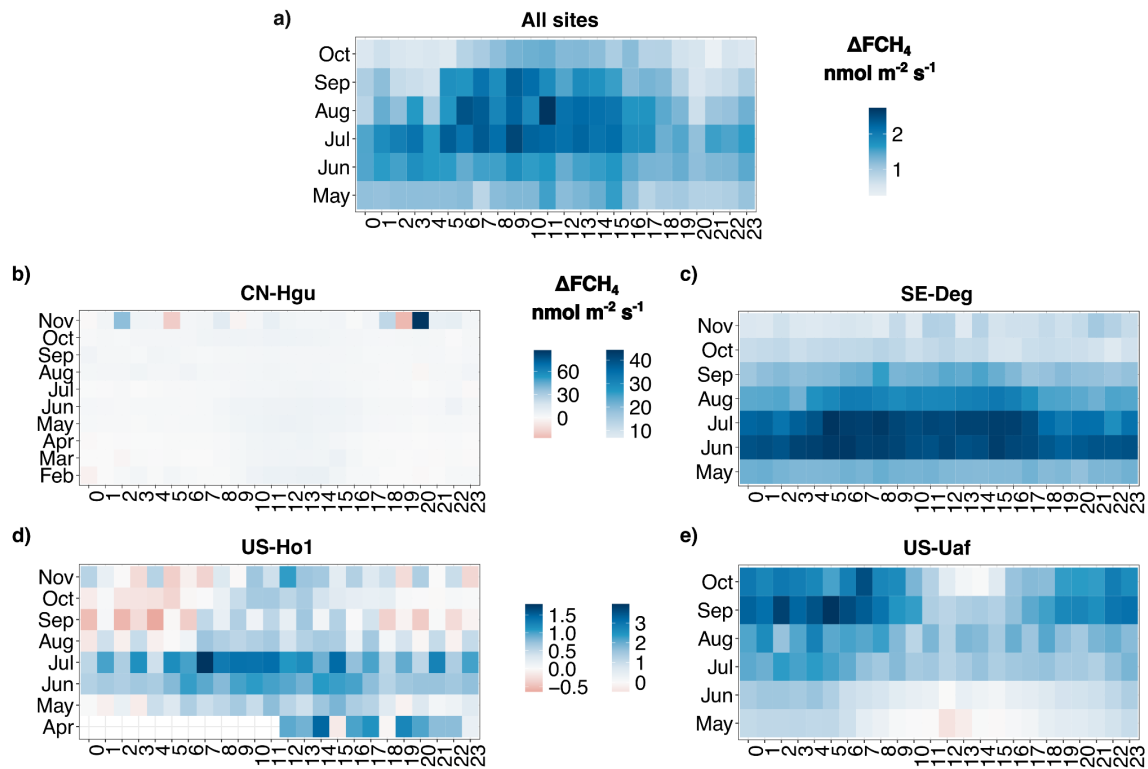 a)
All sites
Oct
Sep
Aug
Jul
Jun
May
0 1 2 3 4 5 6 7 8 9 10 11 12 13 14 15 16 17 18 19 20 21 22 23
ΔFCH₄
nmol m⁻² s⁻¹
2
1
b)
CN-Hgu
Nov
Oct
Sep
Aug
Jul
Jun
May
Apr
Mar
Feb
0 1 2 3 4 5 6 7 8 9 10 11 12 13 14 15 16 17 18 19 20 21 22 23
ΔFCH₄
nmol m⁻² s⁻¹
60
30
0
40
30
20
10
c)
SE-Deg
Nov
Oct
Sep
Aug
Jul
Jun
May
0 1 2 3 4 5 6 7 8 9 10 11 12 13 14 15 16 17 18 19 20 21 22 23
d)
US-Ho1
Nov
Oct
Sep
Aug
Jul
Jun
May
Apr
0 1 2 3 4 5 6 7 8 9 10 11 12 13 14 15 16 17 18 19 20 21 22 23
1.5
1.0
0.5
0.0
−0.5
3
2
1
0
e)
US-Uaf
Oct
Sep
Aug
Jul
Jun
May
0 1 2 3 4 5 6 7 8 9 10 11 12 13 14 15 16 17 18 19 20 21 22 23